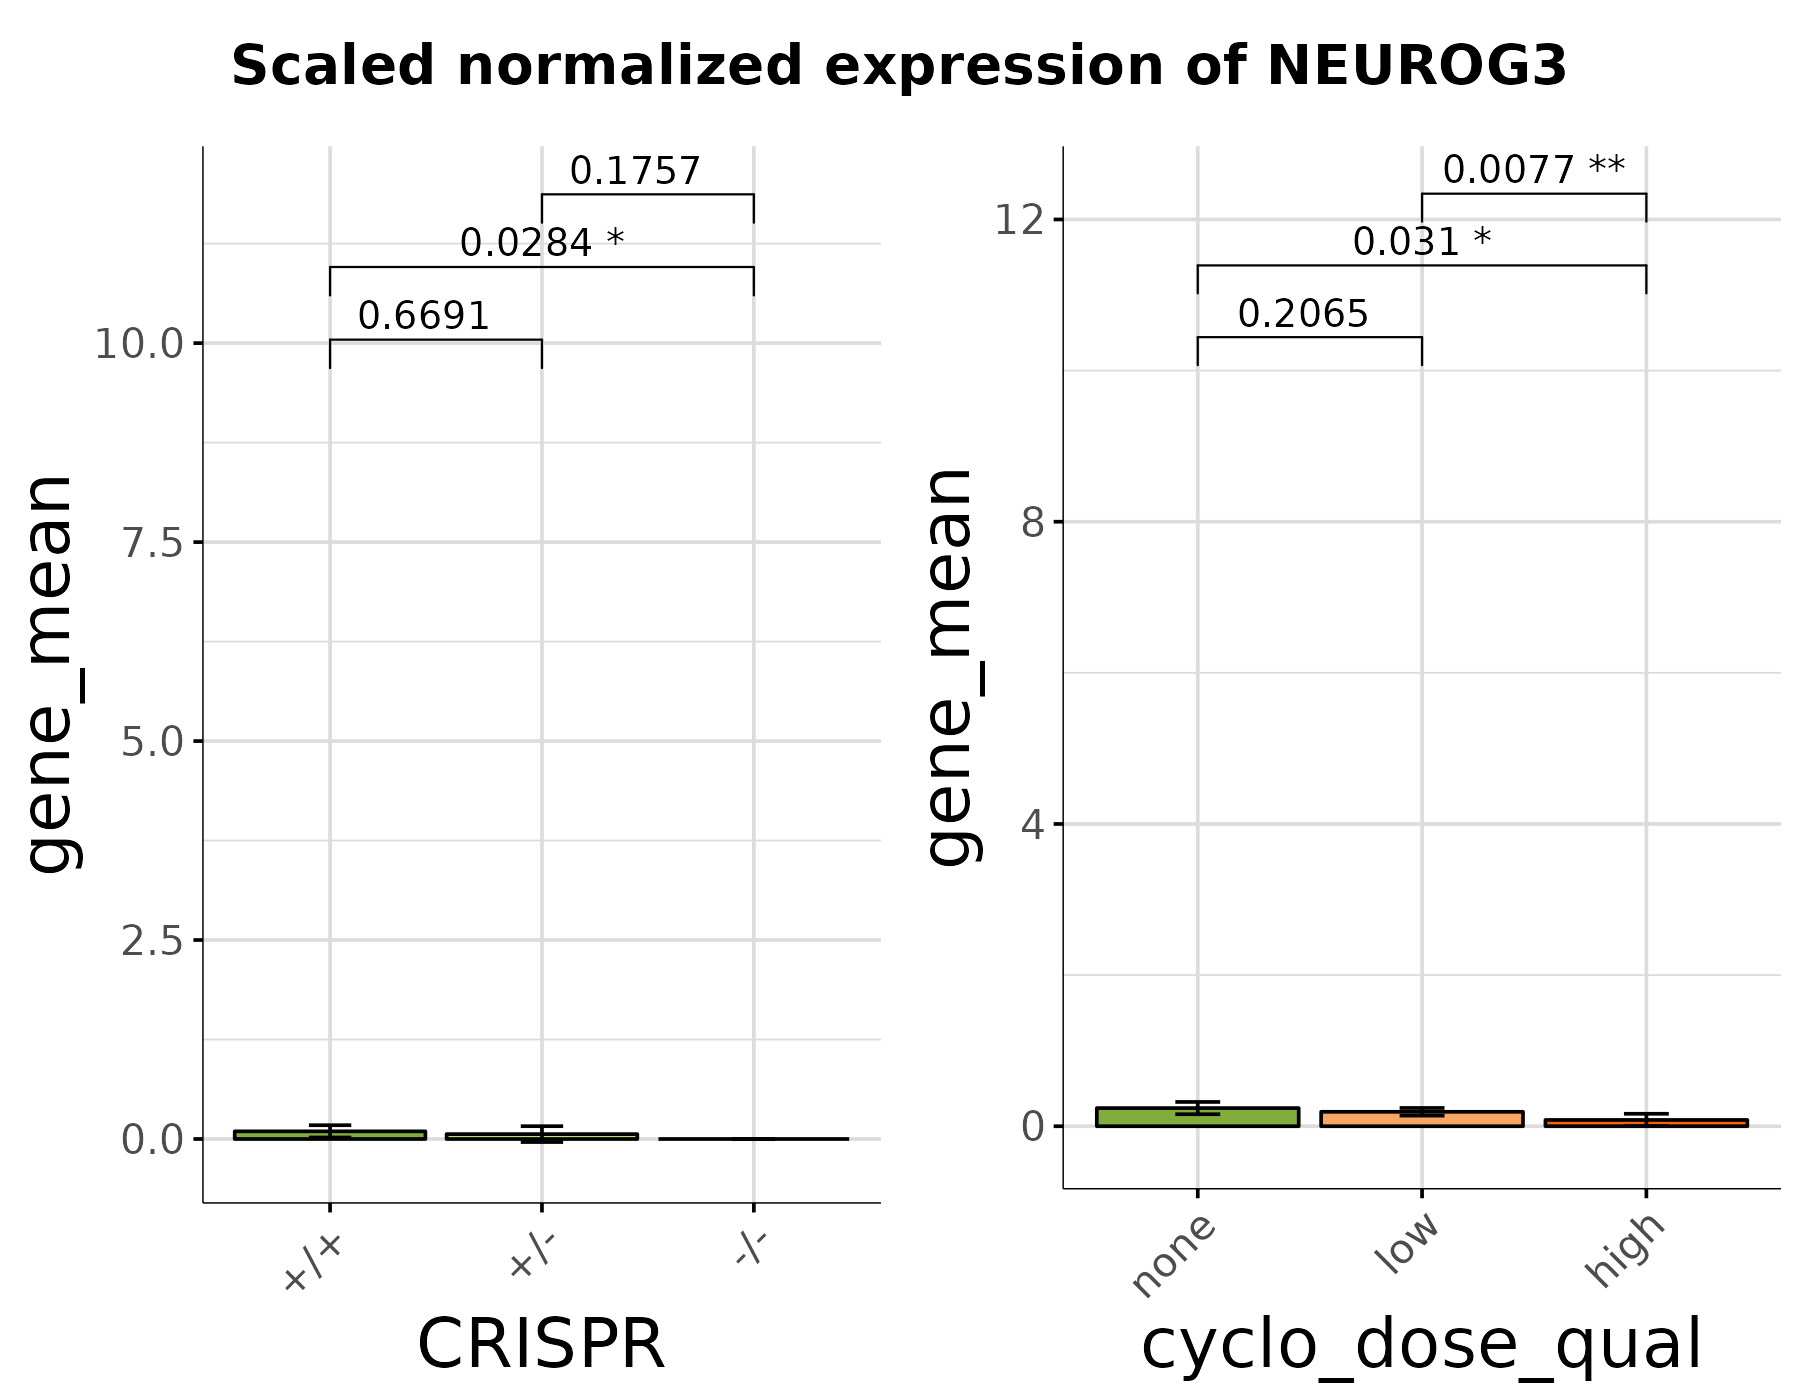 Scaled normalized expression of NEUROG3
gene_mean
10.0
7.5
5.0
2.5
0.0
0.1757
0.0284 *
0.6691
+/+
+/-
-/-
CRISPR
gene_mean
12
8
4
0
0.0077 **
0.031 *
0.2065
none
low
high
cyclo_dose_qual